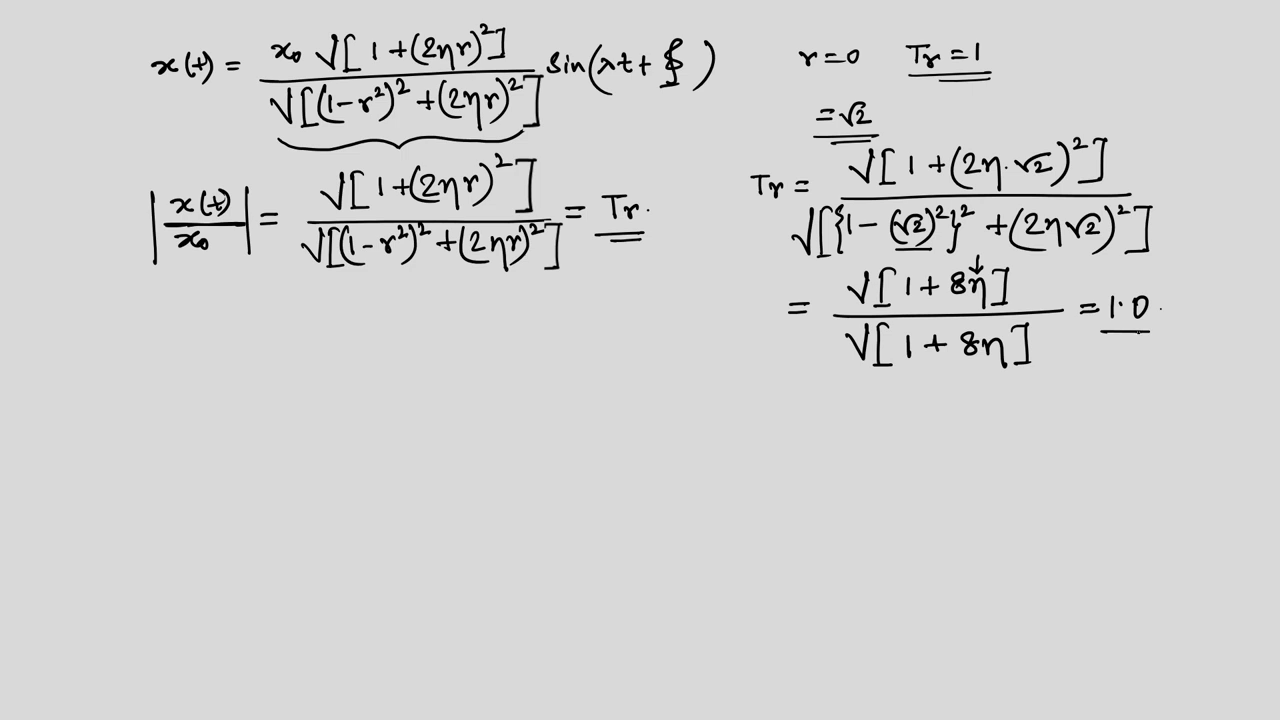 x(t) = x₀ √[1+(2ηr)²] / √[(1-r²)²+(2ηr)²] sin(λt+ϕ)
|x(t)/x₀| = √[1+(2ηr)²] / √[(1-r²)²+(2ηr)²] = Tr.
r=0 Tr=1
=√2
Tr = √[1+(2η·√2)²] / √[{1-(√2)²}²+(2η√2)²]
= √[1+8η] / √[1+8η] = 1.0